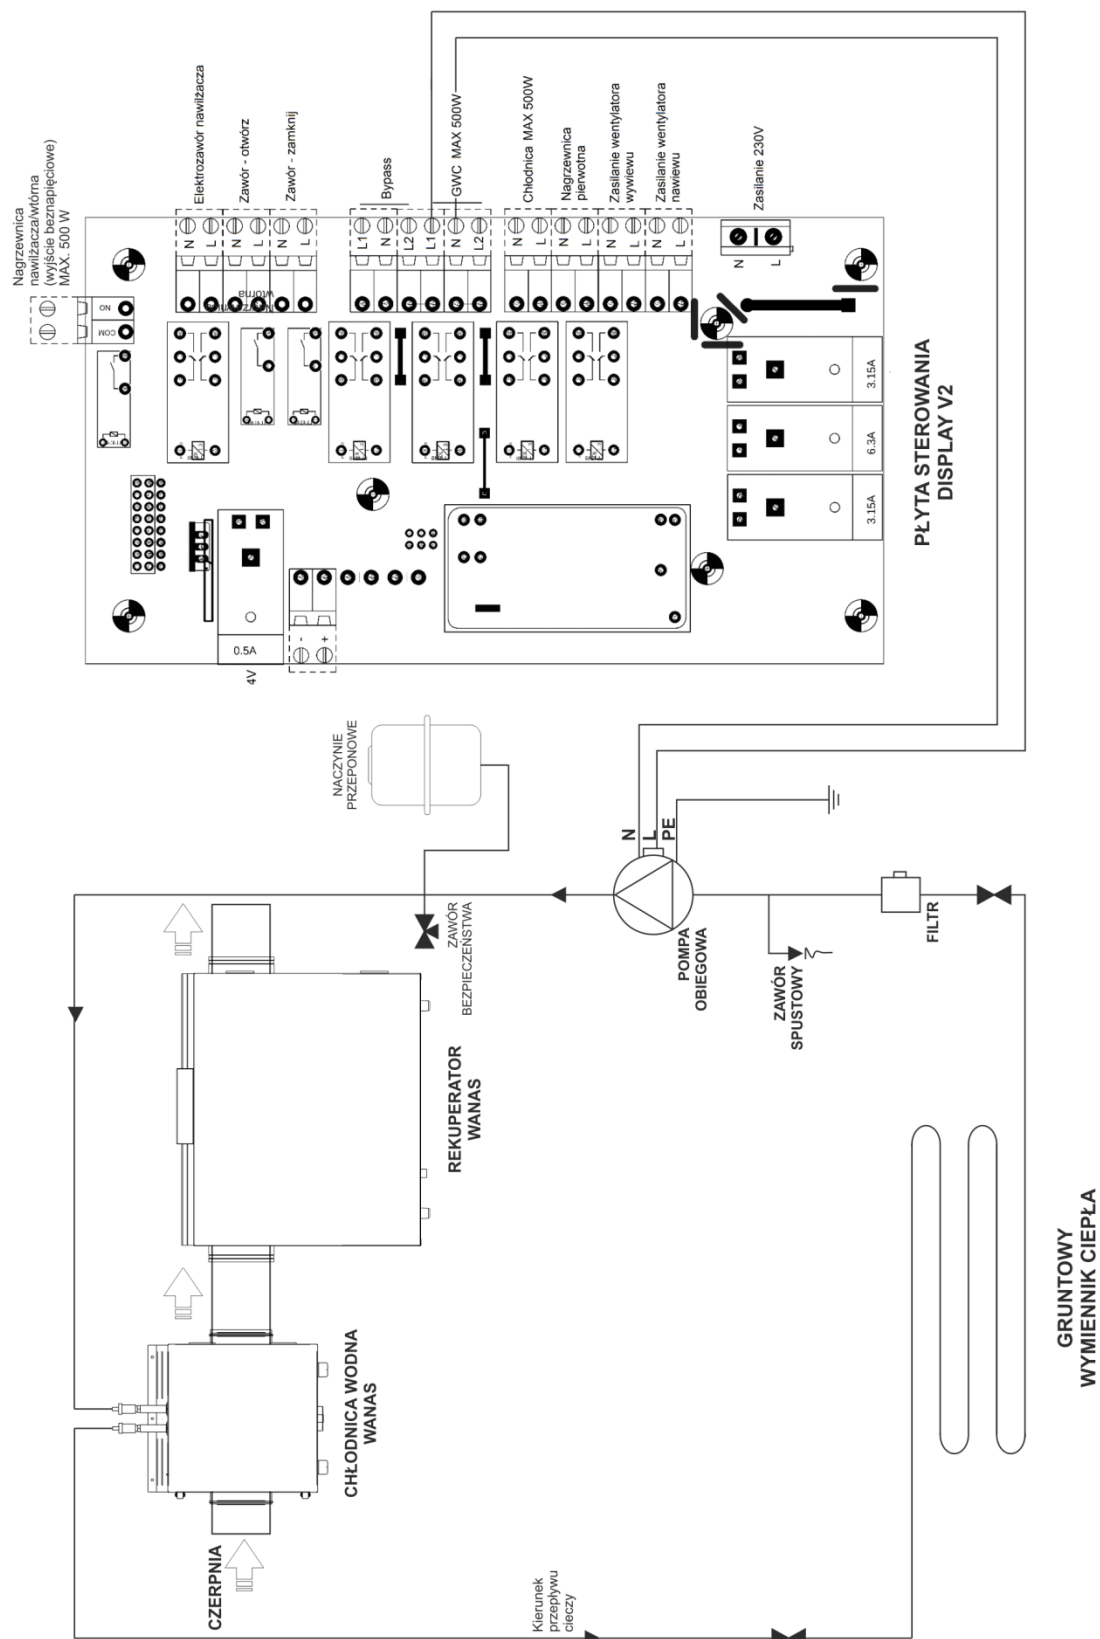 Nagrzewnica
nawilżacza/wtórna
(wyjście beznapięciowe)
MAX. 500 W
NO
COM
Elektrozawór nawilżacza
N
L
Zawór - otwórz
N
L
Zawór - zamknij
N
L
Bypass
L1
N
L2
GWC MAX 500W
L1
N
L2
Chłodnica MAX 500W
N
L
Nagrzewnica
pierwotna
N
L
Zasilanie wentylatora
wywiewu
N
L
Zasilanie wentylatora
nawiewu
N
L
Zasilanie 230V
N
L
Nagrzewnica
wtórna
0.5A
4V
-
+
3.15A
6.3A
3.15A
PŁYTA STEROWANIA
DISPLAY V2
NACZYNIE
PRZEPONOWE
ZAWÓR
BEZPIECZEŃSTWA
N
L
PE
POMPA
OBIEGOWA
ZAWÓR
SPUSTOWY
FILTR
REKUPERATOR
WANAS
CHŁODNICA WODNA
WANAS
CZERPNIA
Kierunek
przepływu
cieczy
GRUNTOWY
WYMIENNIK CIEPŁA